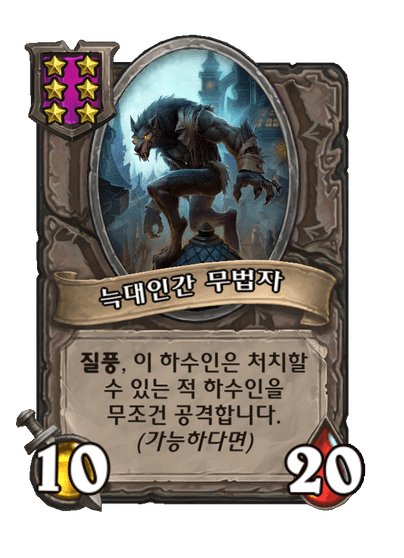 늑대인간 무법자
질풍, 이 하수인은 처치할
수 있는 적 하수인을
무조건 공격합니다.
(가능하다면)
10
20